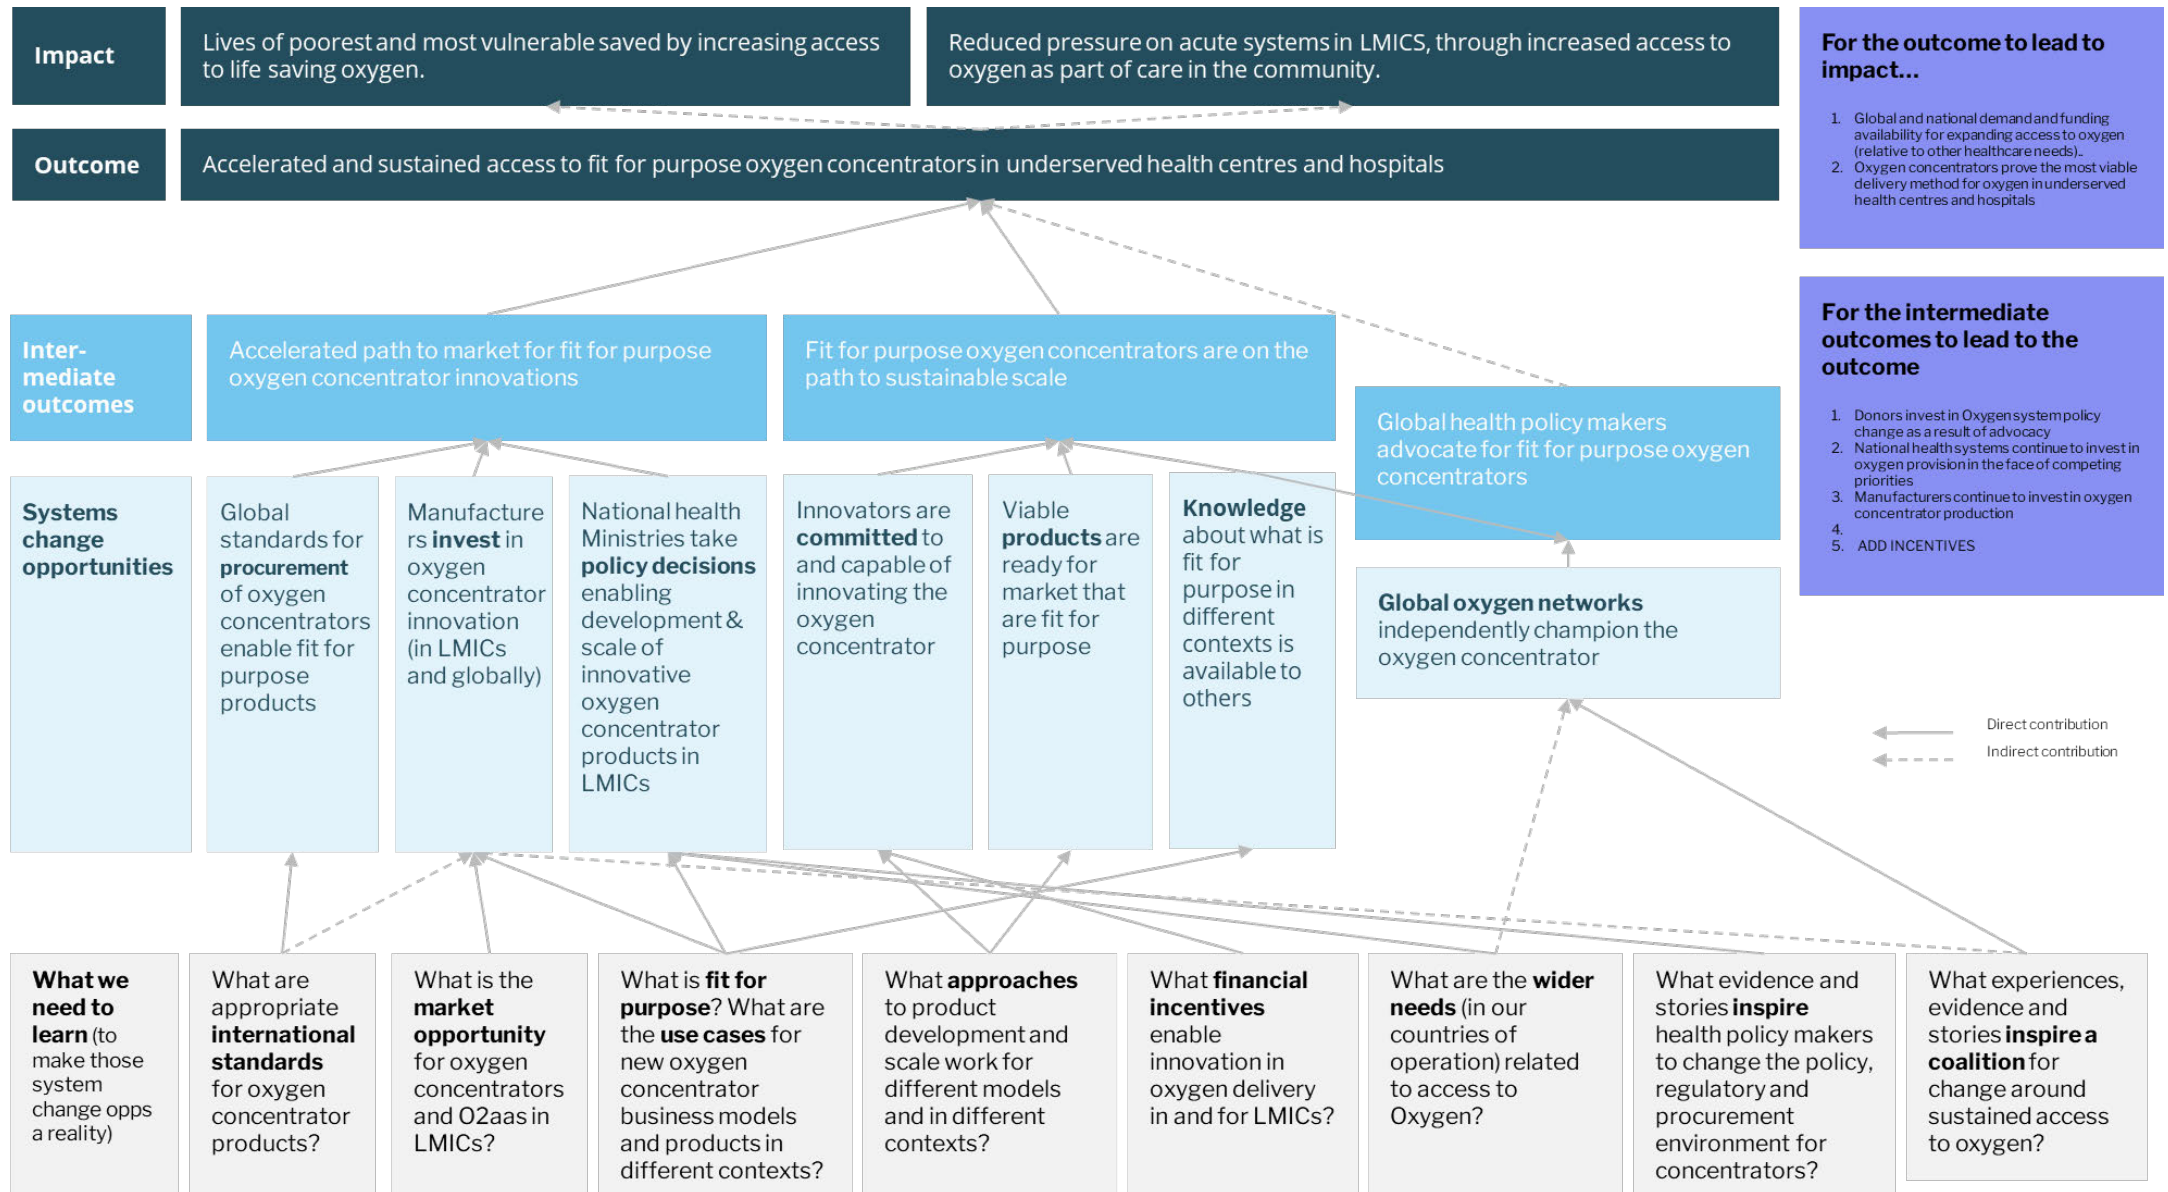 Impact
Lives of poorest and most vulnerable saved by increasing access
to life saving oxygen.
Reduced pressure on acute systems in LMICS, through increased access to
oxygen as part of care in the community.
For the outcome to lead to
impact...
1. Global and national demand and funding
availability for expanding access to oxygen
(relative to other healthcare needs)..
2. Oxygen concentrators prove the most viable
delivery method for oxygen in underserved
health centres and hospitals
Outcome
Accelerated and sustained access to fit for purpose oxygen concentrators in underserved health centres and hospitals
Inter-
mediate
outcomes
Accelerated path to market for fit for purpose
oxygen concentrator innovations
Fit for purpose oxygen concentrators are on the
path to sustainable scale
Global health policy makers
advocate for fit for purpose oxygen
concentrators
For the intermediate
outcomes to lead to the
outcome
1. Donors invest in Oxygen system policy
change as a result of advocacy
2. National health systems continue to invest in
oxygen provision in the face of competing
priorities
3. Manufacturers continue to invest in oxygen
concentrator production
4.
5. ADD INCENTIVES
Systems
change
opportunities
Global
standards for
procurement
of oxygen
concentrators
enable fit for
purpose
products
Manufacture
rs invest in
oxygen
concentrator
innovation
(in LMICs
and globally)
National health
Ministries take
policy decisions
enabling
development &
scale of
innovative
oxygen
concentrator
products in
LMICs
Innovators are
committed to
and capable of
innovating the
oxygen
concentrator
Viable
products are
ready for
market that
are fit for
purpose
Knowledge
about what is
fit for
purpose in
different
contexts is
available to
others
Global oxygen networks
independently champion the
oxygen concentrator
Direct contribution
Indirect contribution
What we
need to
learn (to
make those
system
change opps
a reality)
What are
appropriate
international
standards
for oxygen
concentrator
products?
What is the
market
opportunity
for oxygen
concentrators
and O2aas in
LMICs?
What is fit for
purpose? What are
the use cases for
new oxygen
concentrator
business models
and products in
different contexts?
What approaches
to product
development and
scale work for
different models
and in different
contexts?
What financial
incentives
enable
innovation in
oxygen delivery
in and for LMICs?
What are the wider
needs (in our
countries of
operation) related
to access to
Oxygen?
What evidence and
stories inspire
health policy makers
to change the policy,
regulatory and
procurement
environment for
concentrators?
What experiences,
evidence and
stories inspire a
coalition for
change around
sustained access
to oxygen?